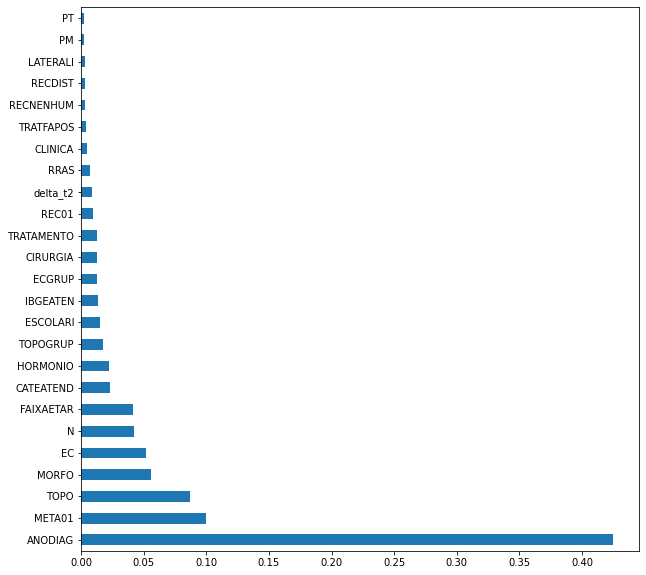 PT
PM
LATERALI
RECDIST
RECNENHUM
TRATFAPOS
CLINICA
RRAS
delta_t2
REC01
TRATAMENTO
CIRURGIA
ECGRUP
IBGEATEN
ESCOLARI
TOPOGRUP
HORMONIO
CATEATEND
FAIXAETAR
N
EC
MORFO
TOPO
META01
ANODIAG
0.00 0.05 0.10 0.15 0.20 0.25 0.30 0.35 0.40